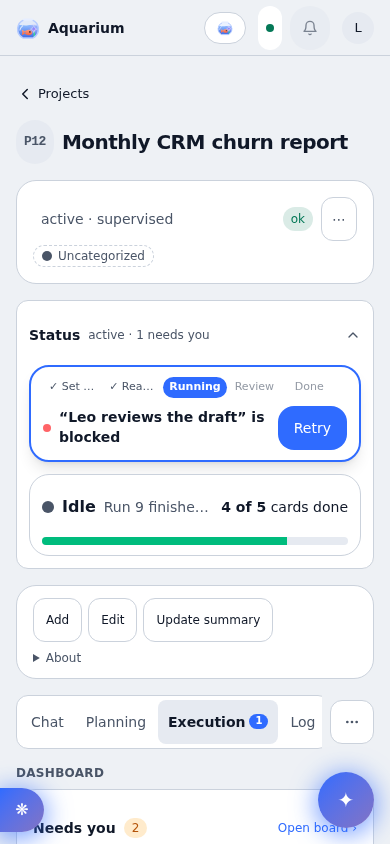 Aquarium
L
Projects
P12 Monthly CRM churn report
active · supervised ok ...
Uncategorized
Status active · 1 needs you
✓ Set ... ✓ Rea... Running Review Done
“Leo reviews the draft” is
blocked
Retry
Idle Run 9 finishe... 4 of 5 cards done
Add Edit Update summary
About
Chat Planning Execution 1 Log ...
DASHBOARD
Needs you 2 Open board ›